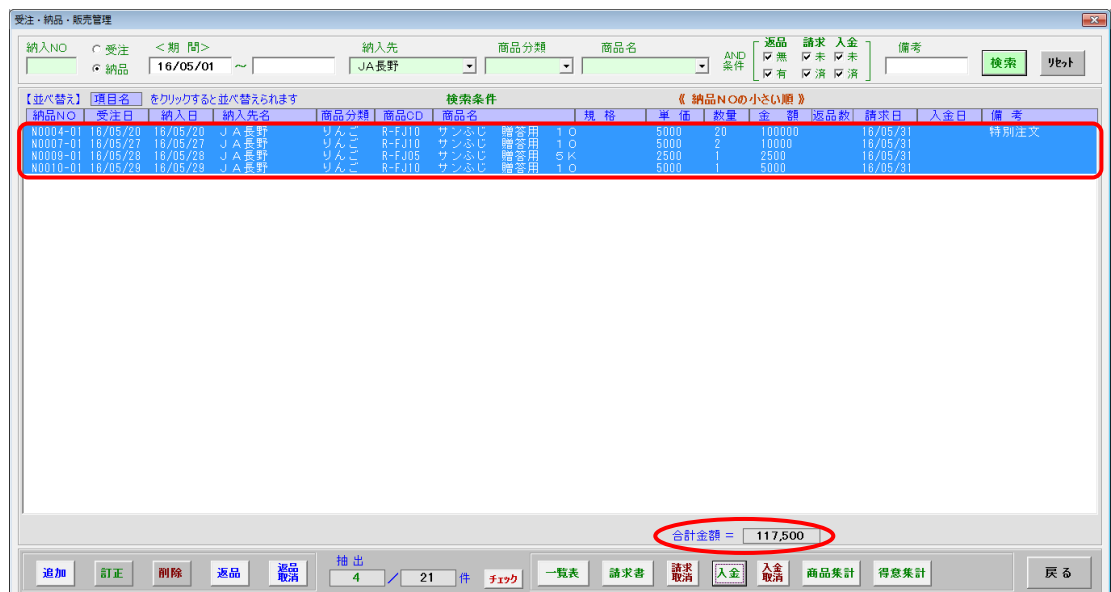 受注・納品・販売管理
納入NO ○ 受注 <期 間> 納入先 商品分類 商品名 返品 請求 入金 備考
AND 条件 無 未 未
納品 16/05/01 ～ JA長野 有 済 済 検索 ﾘｾｯﾄ
【並べ替え】 項目名 をクリックすると並べ替えられます 検索条件 《 納品NOの小さい順 》
納品NO 受注日 納入日 納入先名 商品分類 商品CD 商品名 規 格 単 価 数量 金 額 返品数 請求日 入金日 備 考
N0004-01 16/05/20 16/05/20 ＪＡ長野 りんご R-FJ10 サンふじ 贈答用 １０ 5000 20 100000 16/05/31 特別注文
N0007-01 16/05/27 16/05/27 ＪＡ長野 りんご R-FJ10 サンふじ 贈答用 １０ 5000 2 10000 16/05/31
N0009-01 16/05/28 16/05/28 ＪＡ長野 りんご R-FJ05 サンふじ 贈答用 ５Ｋ 2500 1 2500 16/05/31
N0010-01 16/05/29 16/05/29 ＪＡ長野 りんご R-FJ10 サンふじ 贈答用 １０ 5000 1 5000 16/05/31
合計金額 = 117,500
追加 訂正 削除 返品 返品取消 抽 出 4 / 21 件 ﾁｪｯｸ 一覧表 請求書 請求取消 入金 入金取消 商品集計 得意集計 戻 る